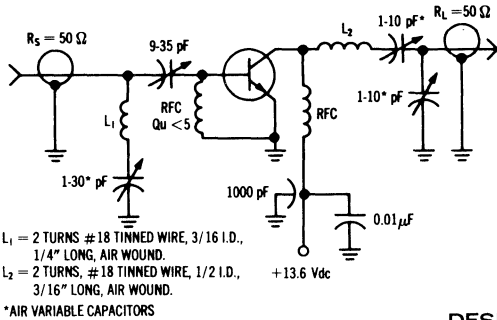 R_S = 50 Ω
9-35 pF
L_2
1-10 pF*
R_L = 50 Ω
L_1
RFC
Qu <5
RFC
1-10* pF
1-30* pF
1000 pF
0.01μF
+13.6 Vdc
L_1 = 2 TURNS #18 TINNED WIRE, 3/16 I.D.,
1/4" LONG, AIR WOUND.
L_2 = 2 TURNS, #18 TINNED WIRE, 1/2 I.D.,
3/16" LONG, AIR WOUND.
*AIR VARIABLE CAPACITORS
DES